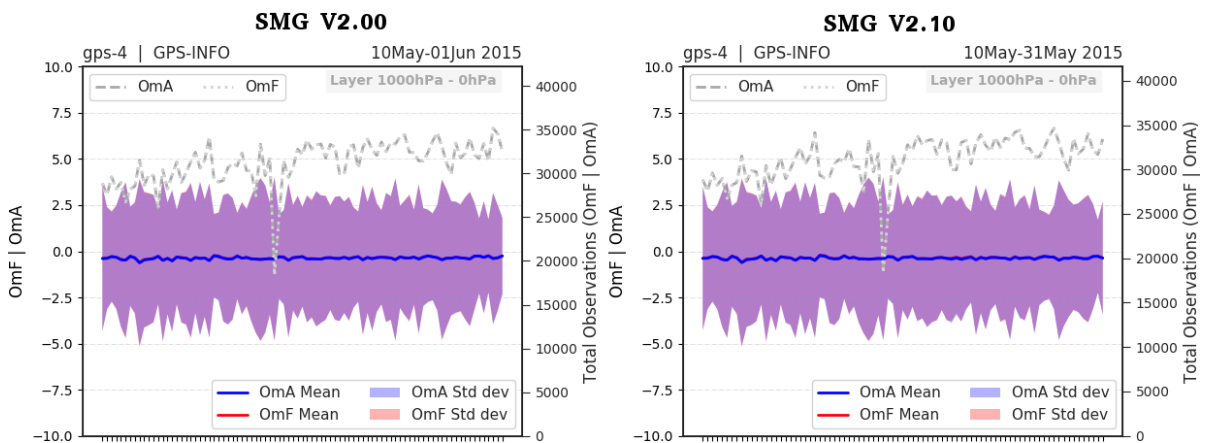 SMG V2.00
gps-4 | GPS-INFO 10May-01Jun 2015
OmA OmF
Layer 1000hPa - 0hPa
10.0
7.5
5.0
2.5
0.0
−2.5
−5.0
−7.5
−10.0
OmF | OmA
40000
35000
30000
25000
20000
15000
10000
5000
0
Total Observations (OmF | OmA)
OmA Mean OmA Std dev
OmF Mean OmF Std dev
SMG V2.10
gps-4 | GPS-INFO 10May-31May 2015
OmA OmF
Layer 1000hPa - 0hPa
10.0
7.5
5.0
2.5
0.0
−2.5
−5.0
−7.5
−10.0
OmF | OmA
40000
35000
30000
25000
20000
15000
10000
5000
0
Total Observations (OmF | OmA)
OmA Mean OmA Std dev
OmF Mean OmF Std dev